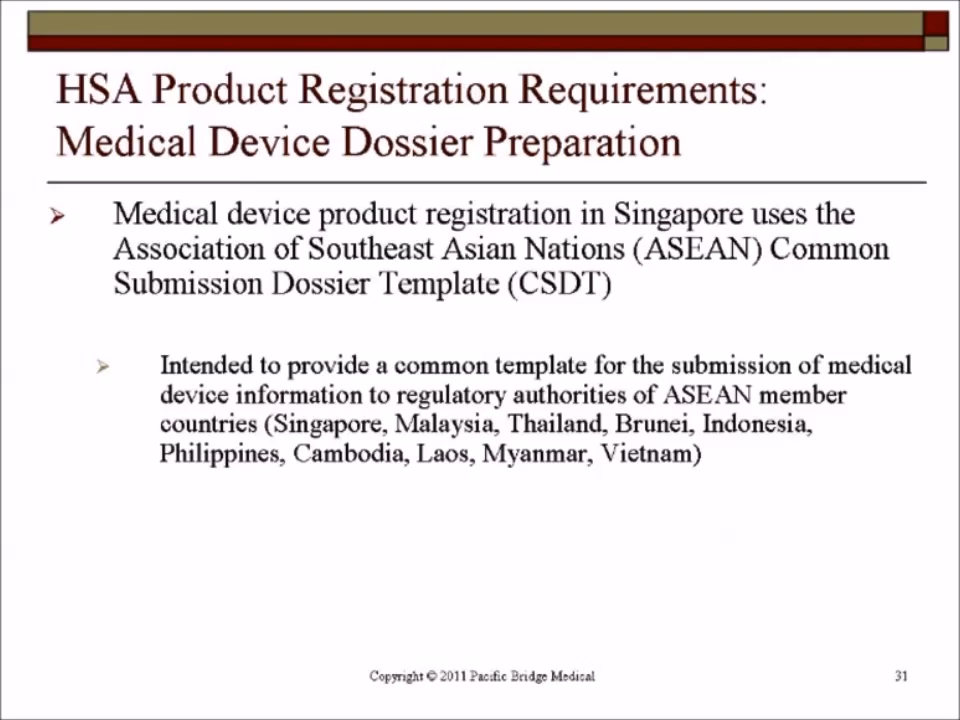 HSA Product Registration Requirements:
Medical Device Dossier Preparation
Medical device product registration in Singapore uses the
Association of Southeast Asian Nations (ASEAN) Common
Submission Dossier Template (CSDT)
Intended to provide a common template for the submission of medical
device information to regulatory authorities of ASEAN member
countries (Singapore, Malaysia, Thailand, Brunei, Indonesia,
Philippines, Cambodia, Laos, Myanmar, Vietnam)
Copyright © 2011 Pacific Bridge Medical
31